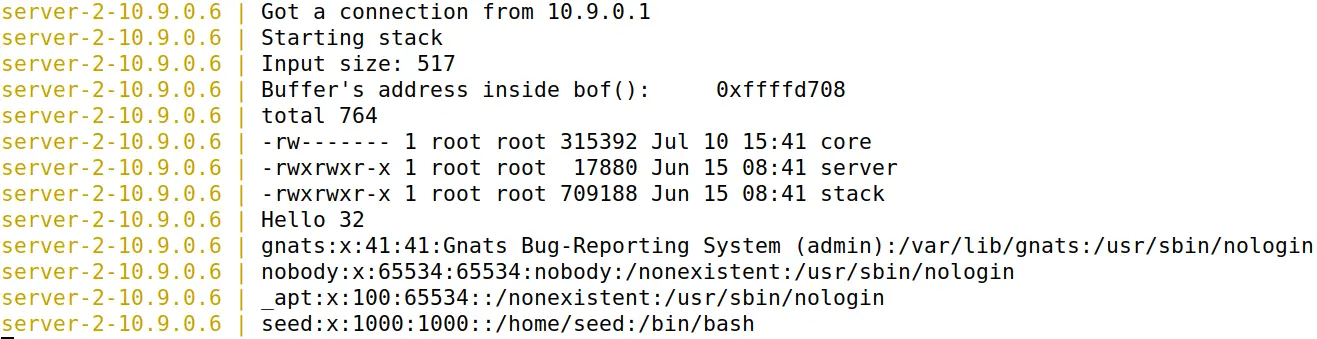 server-2-10.9.0.6 | Got a connection from 10.9.0.1
server-2-10.9.0.6 | Starting stack
server-2-10.9.0.6 | Input size: 517
server-2-10.9.0.6 | Buffer's address inside bof():     0xffffd708
server-2-10.9.0.6 | total 764
server-2-10.9.0.6 | -rw------- 1 root root 315392 Jul 10 15:41 core
server-2-10.9.0.6 | -rwxrwxr-x 1 root root  17880 Jun 15 08:41 server
server-2-10.9.0.6 | -rwxrwxr-x 1 root root 709188 Jun 15 08:41 stack
server-2-10.9.0.6 | Hello 32
server-2-10.9.0.6 | gnats:x:41:41:Gnats Bug-Reporting System (admin):/var/lib/gnats:/usr/sbin/nologin
server-2-10.9.0.6 | nobody:x:65534:65534:nobody:/nonexistent:/usr/sbin/nologin
server-2-10.9.0.6 | _apt:x:100:65534::/nonexistent:/usr/sbin/nologin
server-2-10.9.0.6 | seed:x:1000:1000::/home/seed:/bin/bash